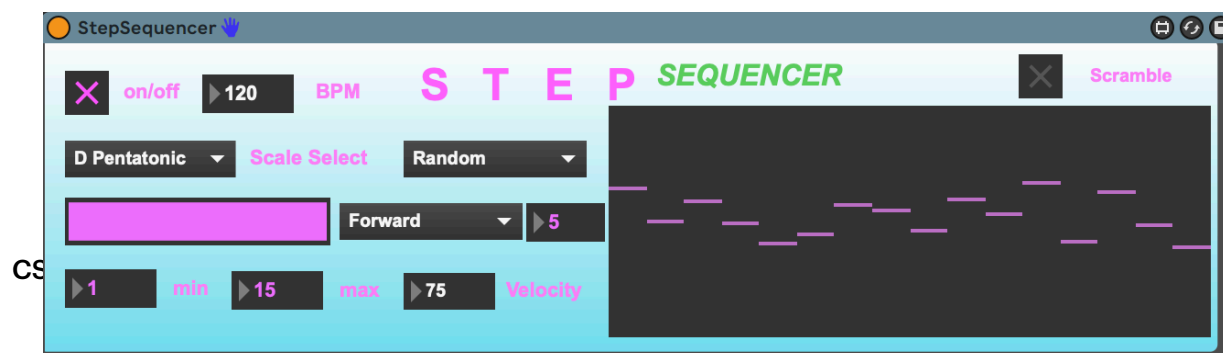 StepSequencer
on/off 120 BPM STEP SEQUENCER Scramble
D Pentatonic Scale Select Random
Forward 5
CS
1 min 15 max 75 Velocity